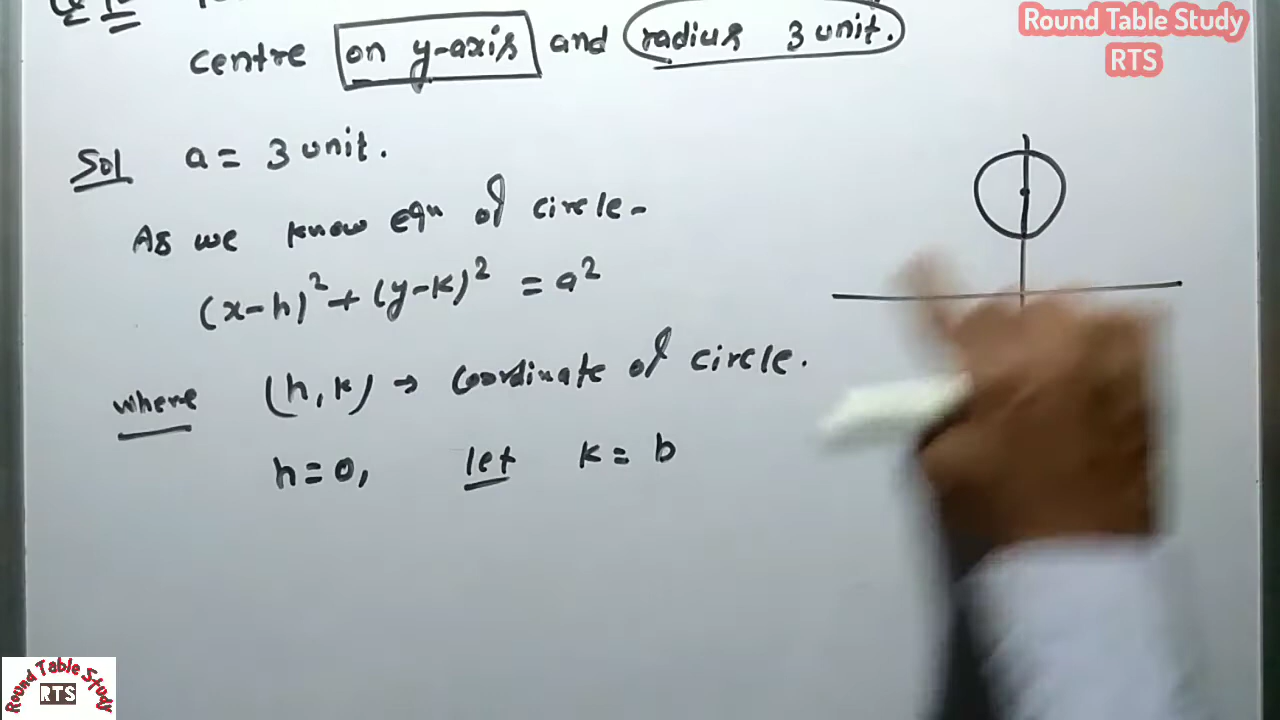 centre on y-axis and radius 3 unit.
Sol a = 3 unit.
As we know eqn of circle-
(x-h)² + (y-k)² = a²
where (h, k) → Coordinate of circle.
h = 0, let k = b
Round Table Study
RTS
Round Table Study
RTS